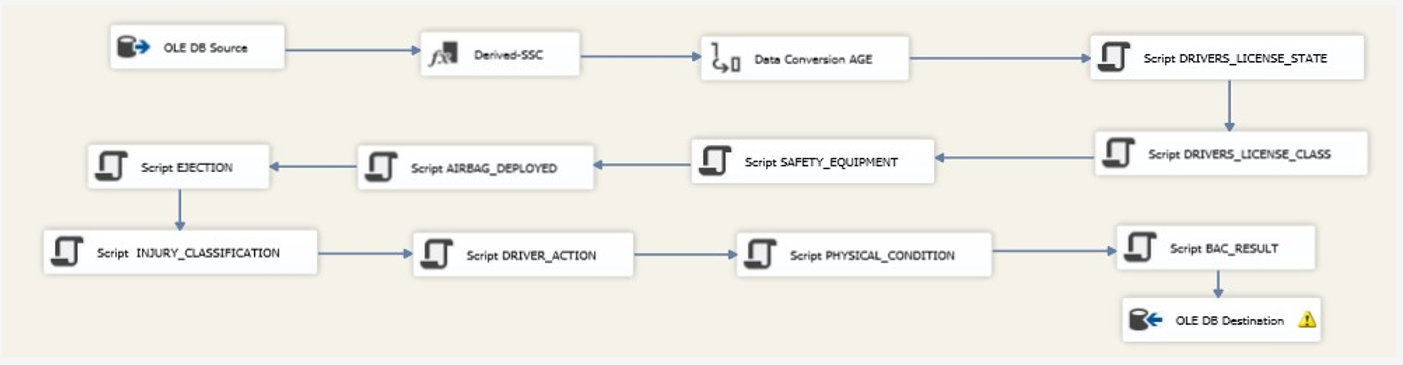 OLE DB Source
Derived-SSC
Data Conversion AGE
Script DRIVERS_LICENSE_STATE
Script DRIVERS_LICENSE_CLASS
Script SAFETY_EQUIPMENT
Script AIRBAG_DEPLOYED
Script EJECTION
Script INJURY_CLASSIFICATION
Script DRIVER_ACTION
Script PHYSICAL_CONDITION
Script BAC_RESULT
OLE DB Destination